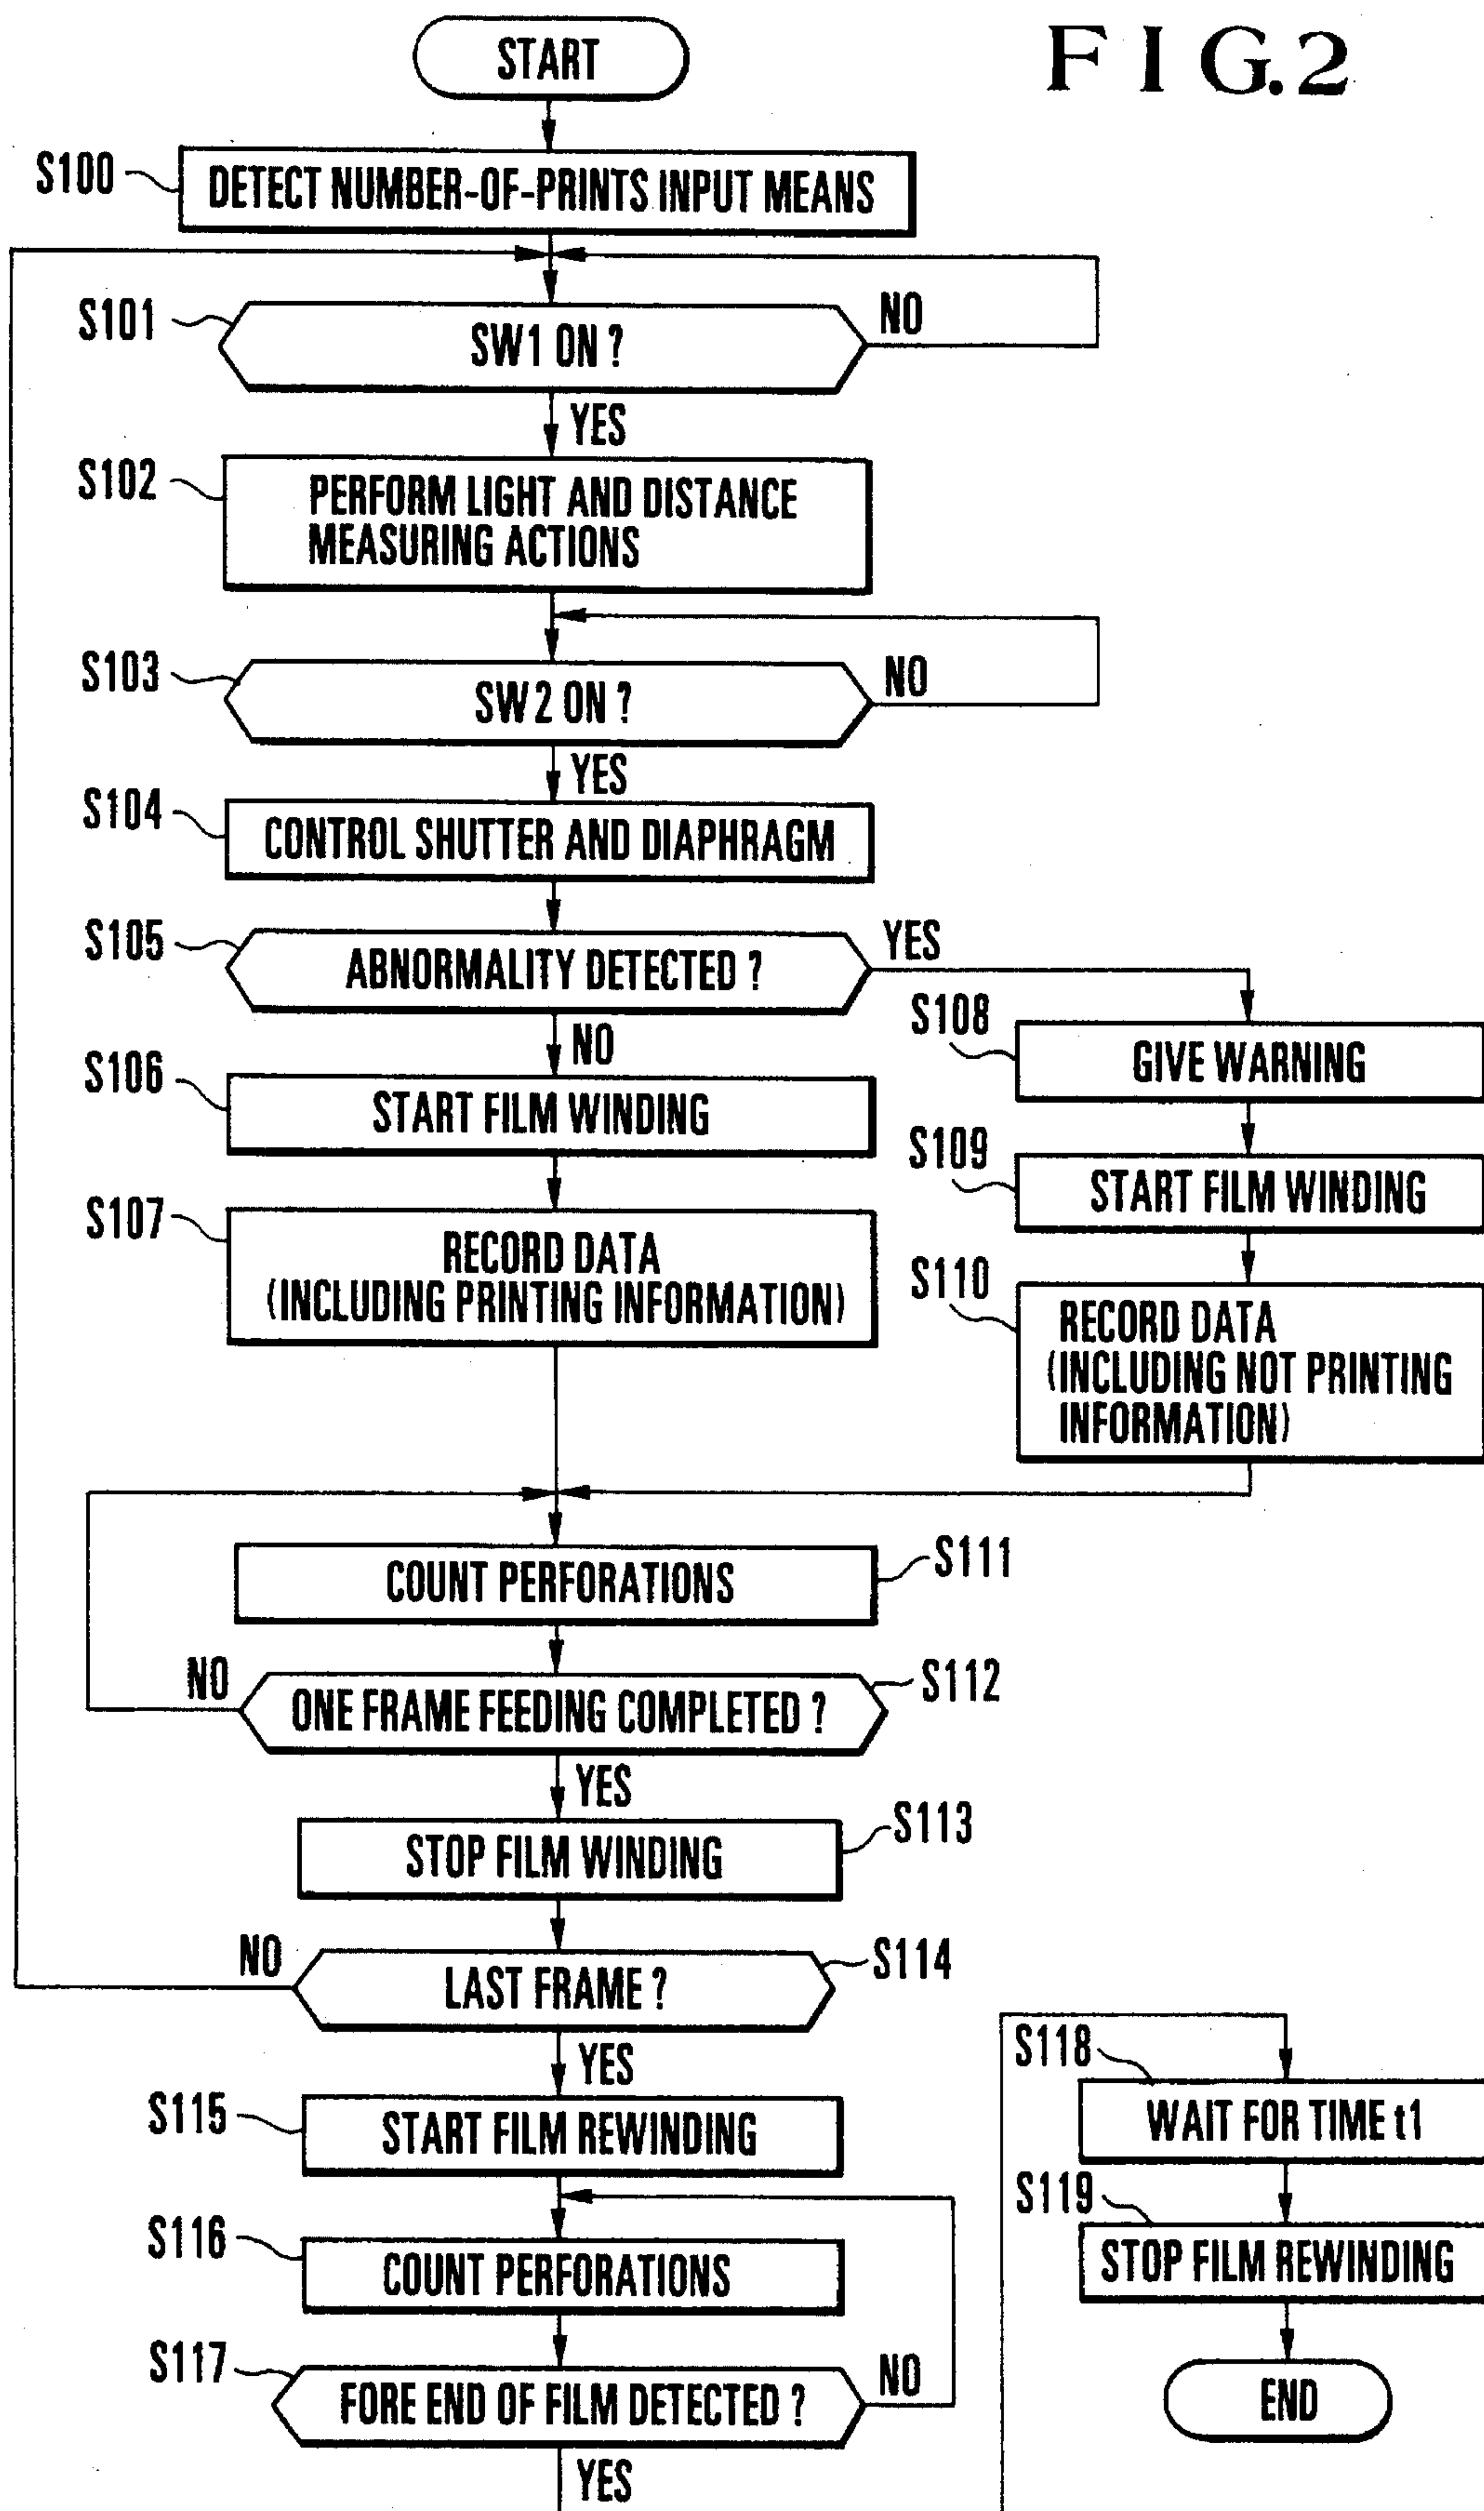 START
FIG.2
S100
DETECT NUMBER-OF-PRINTS INPUT MEANS
S101
SW1 ON ?
NO
YES
S102
PERFORM LIGHT AND DISTANCE
MEASURING ACTIONS
S103
SW2 ON ?
NO
YES
S104
CONTROL SHUTTER AND DIAPHRAGM
S105
ABNORMALITY DETECTED ?
YES
NO
S106
START FILM WINDING
S107
RECORD DATA
(INCLUDING PRINTING INFORMATION)
S108
GIVE WARNING
S109
START FILM WINDING
S110
RECORD DATA
(INCLUDING NOT PRINTING
INFORMATION)
COUNT PERFORATIONS
S111
NO
ONE FRAME FEEDING COMPLETED ?
S112
YES
STOP FILM WINDING
S113
NO
LAST FRAME ?
S114
YES
S115
START FILM REWINDING
S116
COUNT PERFORATIONS
S117
FORE END OF FILM DETECTED ?
NO
YES
S118
WAIT FOR TIME t1
S119
STOP FILM REWINDING
END